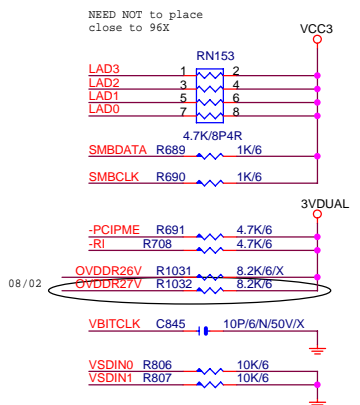 NEED NOT to place
close to 96X
VCC3
RN153
LAD3 1 2
LAD2 3 4
LAD1 5 6
LAD0 7 8
4.7K/8P4R
SMBDATA R689 1K/6
SMBCLK R690 1K/6
3VDUAL
-PCIPME R691 4.7K/6
-RI R708 4.7K/6
OVDDR26V R1031 8.2K/6/X
08/02 OVDDR27V R1032 8.2K/6
VBITCLK C845 10P/6/N/50V/X
VSDIN0 R806 10K/6
VSDIN1 R807 10K/6